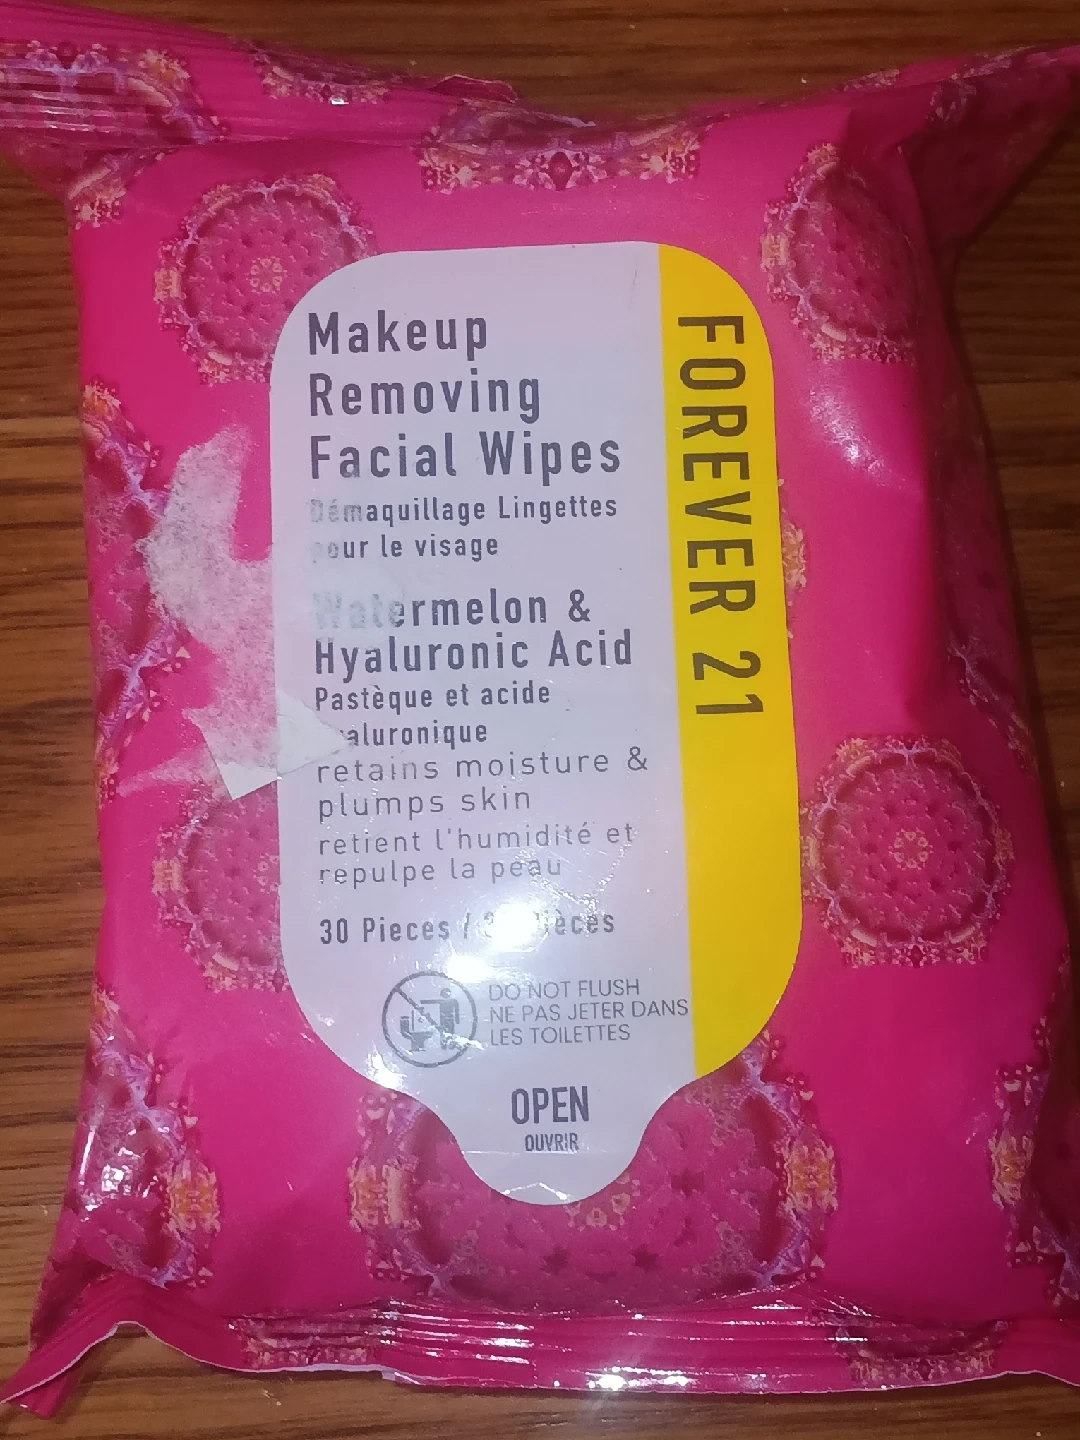 Makeup
Removing
Facial Wipes
Démaquillage Lingettes
pour le visage
Watermelon &
Hyaluronic Acid
Pastèque et acide
retains moisture &
plumps skin
retient l'humidité et
repulpe la peau
30 Pieces /
DO NOT FLUSH
NE PAS JETER DANS
LES TOILETTES
OPEN
OUVRIR
FOREVER 21